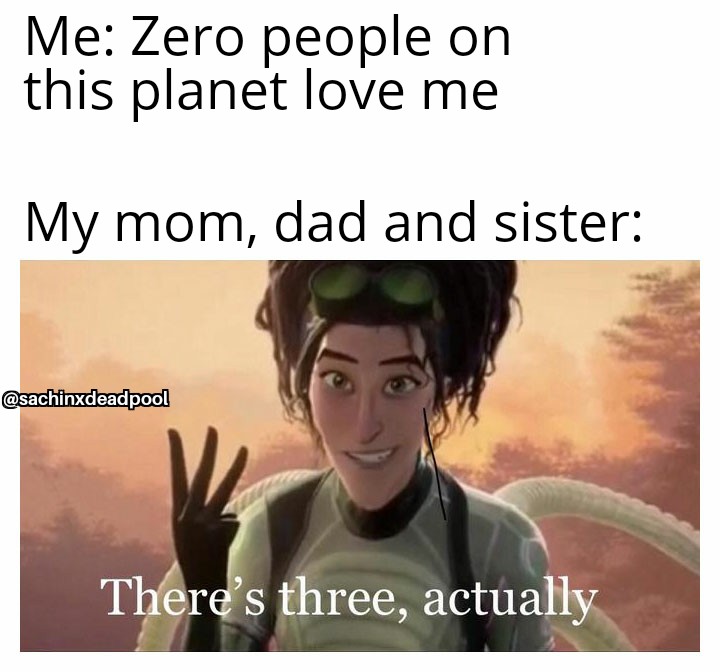 Me: Zero people on
this planet love me
My mom, dad and sister:
@sachinxdeadpool
There's three, actually